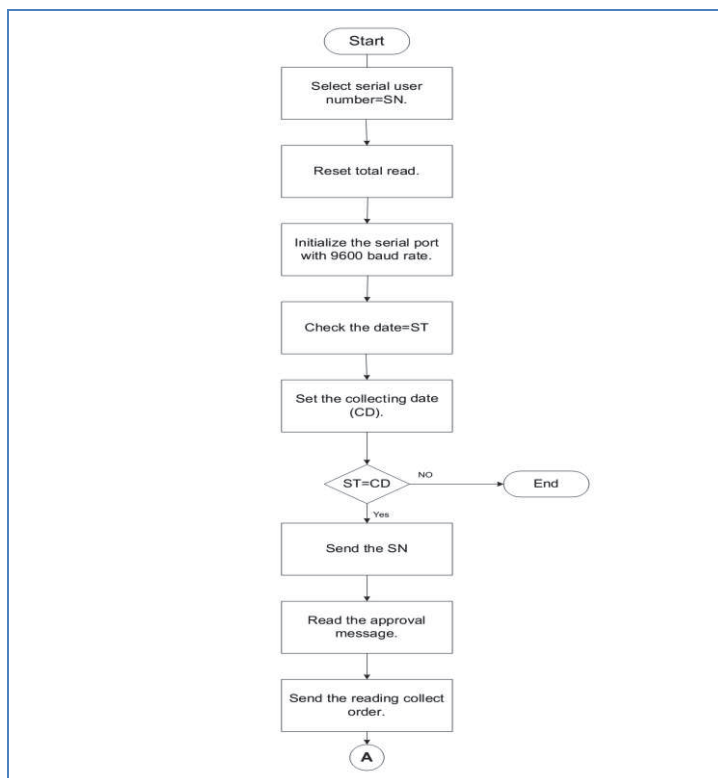 Start
Select serial user
number=SN.
Reset total read.
Initialize the serial port
with 9600 baud rate.
Check the date=ST
Set the collecting date
(CD).
ST=CD
NO
End
Yes
Send the SN
Read the approval
message.
Send the reading collect
order.
A